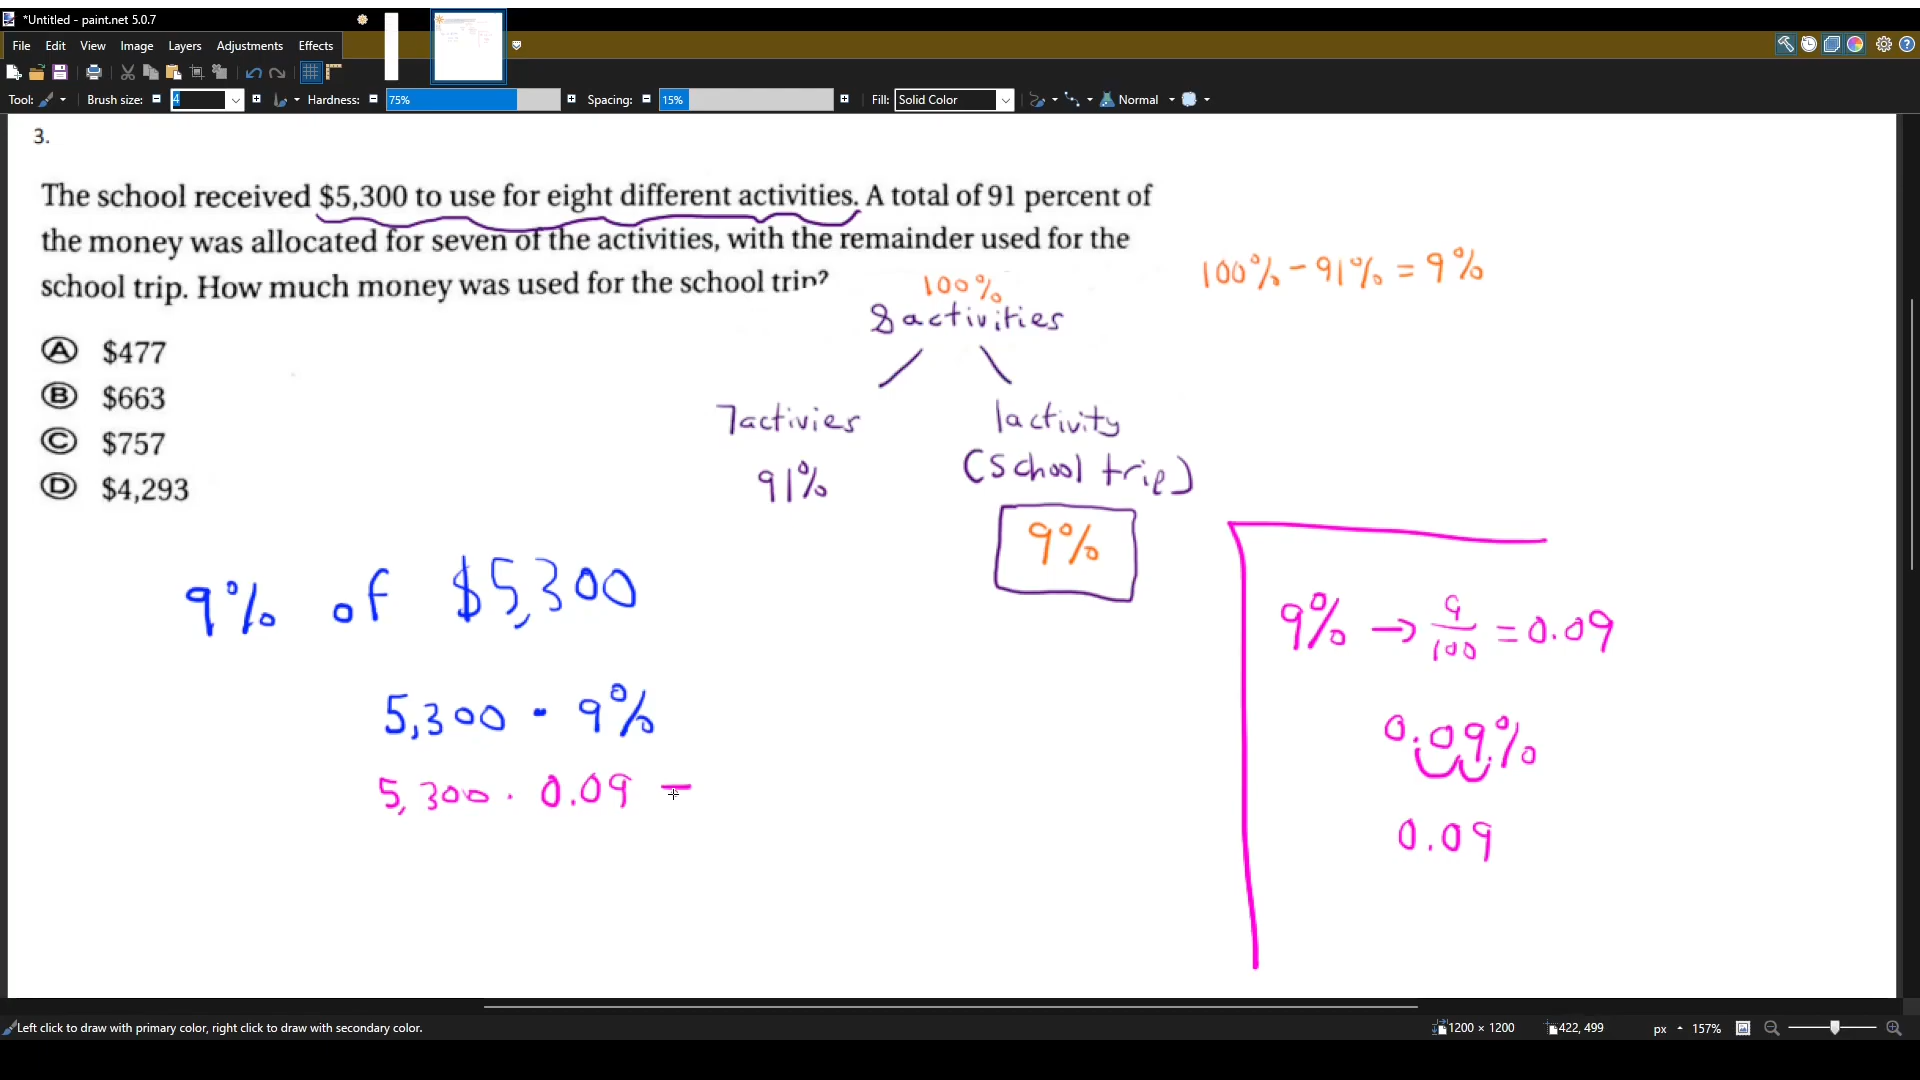 *Untitled - paint.net 5.0.7
File Edit View Image Layers Adjustments Effects
Tool: Brush size: 4 Hardness: 75% Spacing: 15% Fill: Solid Color Normal
3.
The school received $5,300 to use for eight different activities. A total of 91 percent of
the money was allocated for seven of the activities, with the remainder used for the
school trip. How much money was used for the school trip?
100% - 91% = 9%
100%
8 activities
A $477
B $663
C $757
D $4,293
7 activies
91%
1 activity
(School trip)
9%
9% of $5,300
5,300 · 9%
5,300 · 0.09 -
9% → 9/100 = 0.09
0.09%
0.09
Left click to draw with primary color, right click to draw with secondary color.
1200 × 1200 422, 499 px 157%